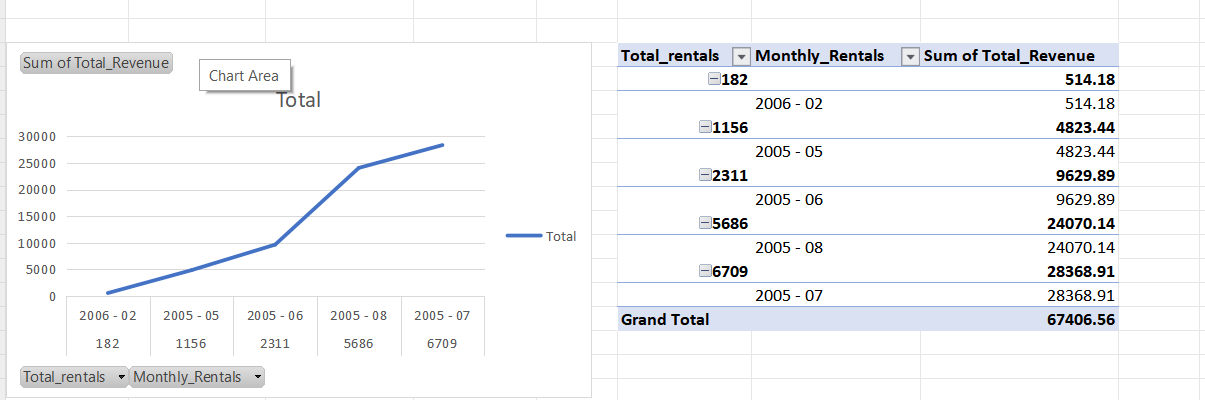 Sum of Total_Revenue
Chart Area
Total
30000
25000
20000
15000
10000
5000
0
2006 - 02 2005 - 05 2005 - 06 2005 - 08 2005 - 07
182 1156 2311 5686 6709
Total
Total_rentals Monthly_Rentals
Total_rentals Monthly_Rentals Sum of Total_Revenue
182 514.18
2006 - 02 514.18
1156 4823.44
2005 - 05 4823.44
2311 9629.89
2005 - 06 9629.89
5686 24070.14
2005 - 08 24070.14
6709 28368.91
2005 - 07 28368.91
Grand Total 67406.56